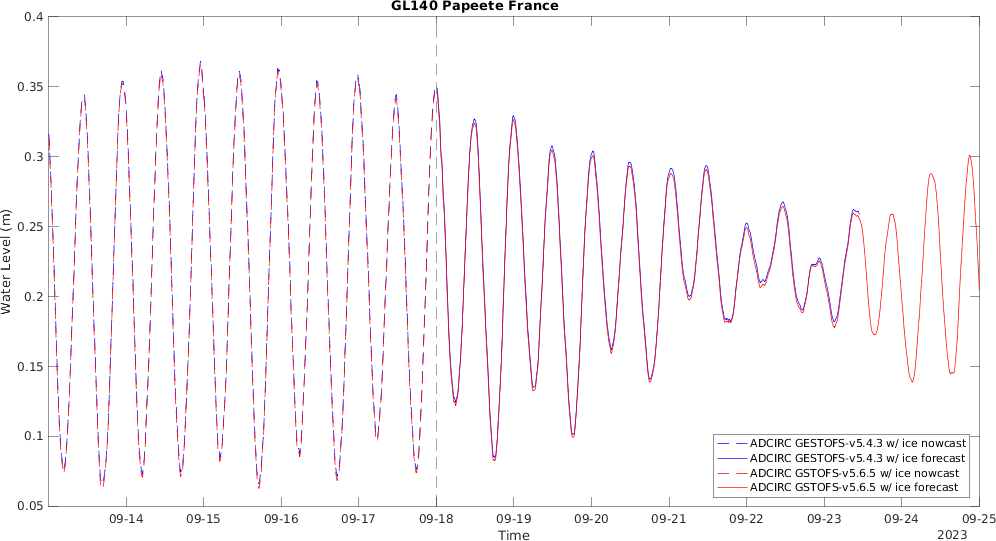 GL140 Papeete France
0.4
0.35
0.3
0.25
0.2
0.15
0.1
0.05
Water Level (m)
ADCIRC GESTOFS-v5.4.3 w/ ice nowcast
ADCIRC GESTOFS-v5.4.3 w/ ice forecast
ADCIRC GSTOFS-v5.6.5 w/ ice nowcast
ADCIRC GSTOFS-v5.6.5 w/ ice forecast
09-14 09-15 09-16 09-17 09-18 09-19 09-20 09-21 09-22 09-23 09-24 09-25
Time
2023